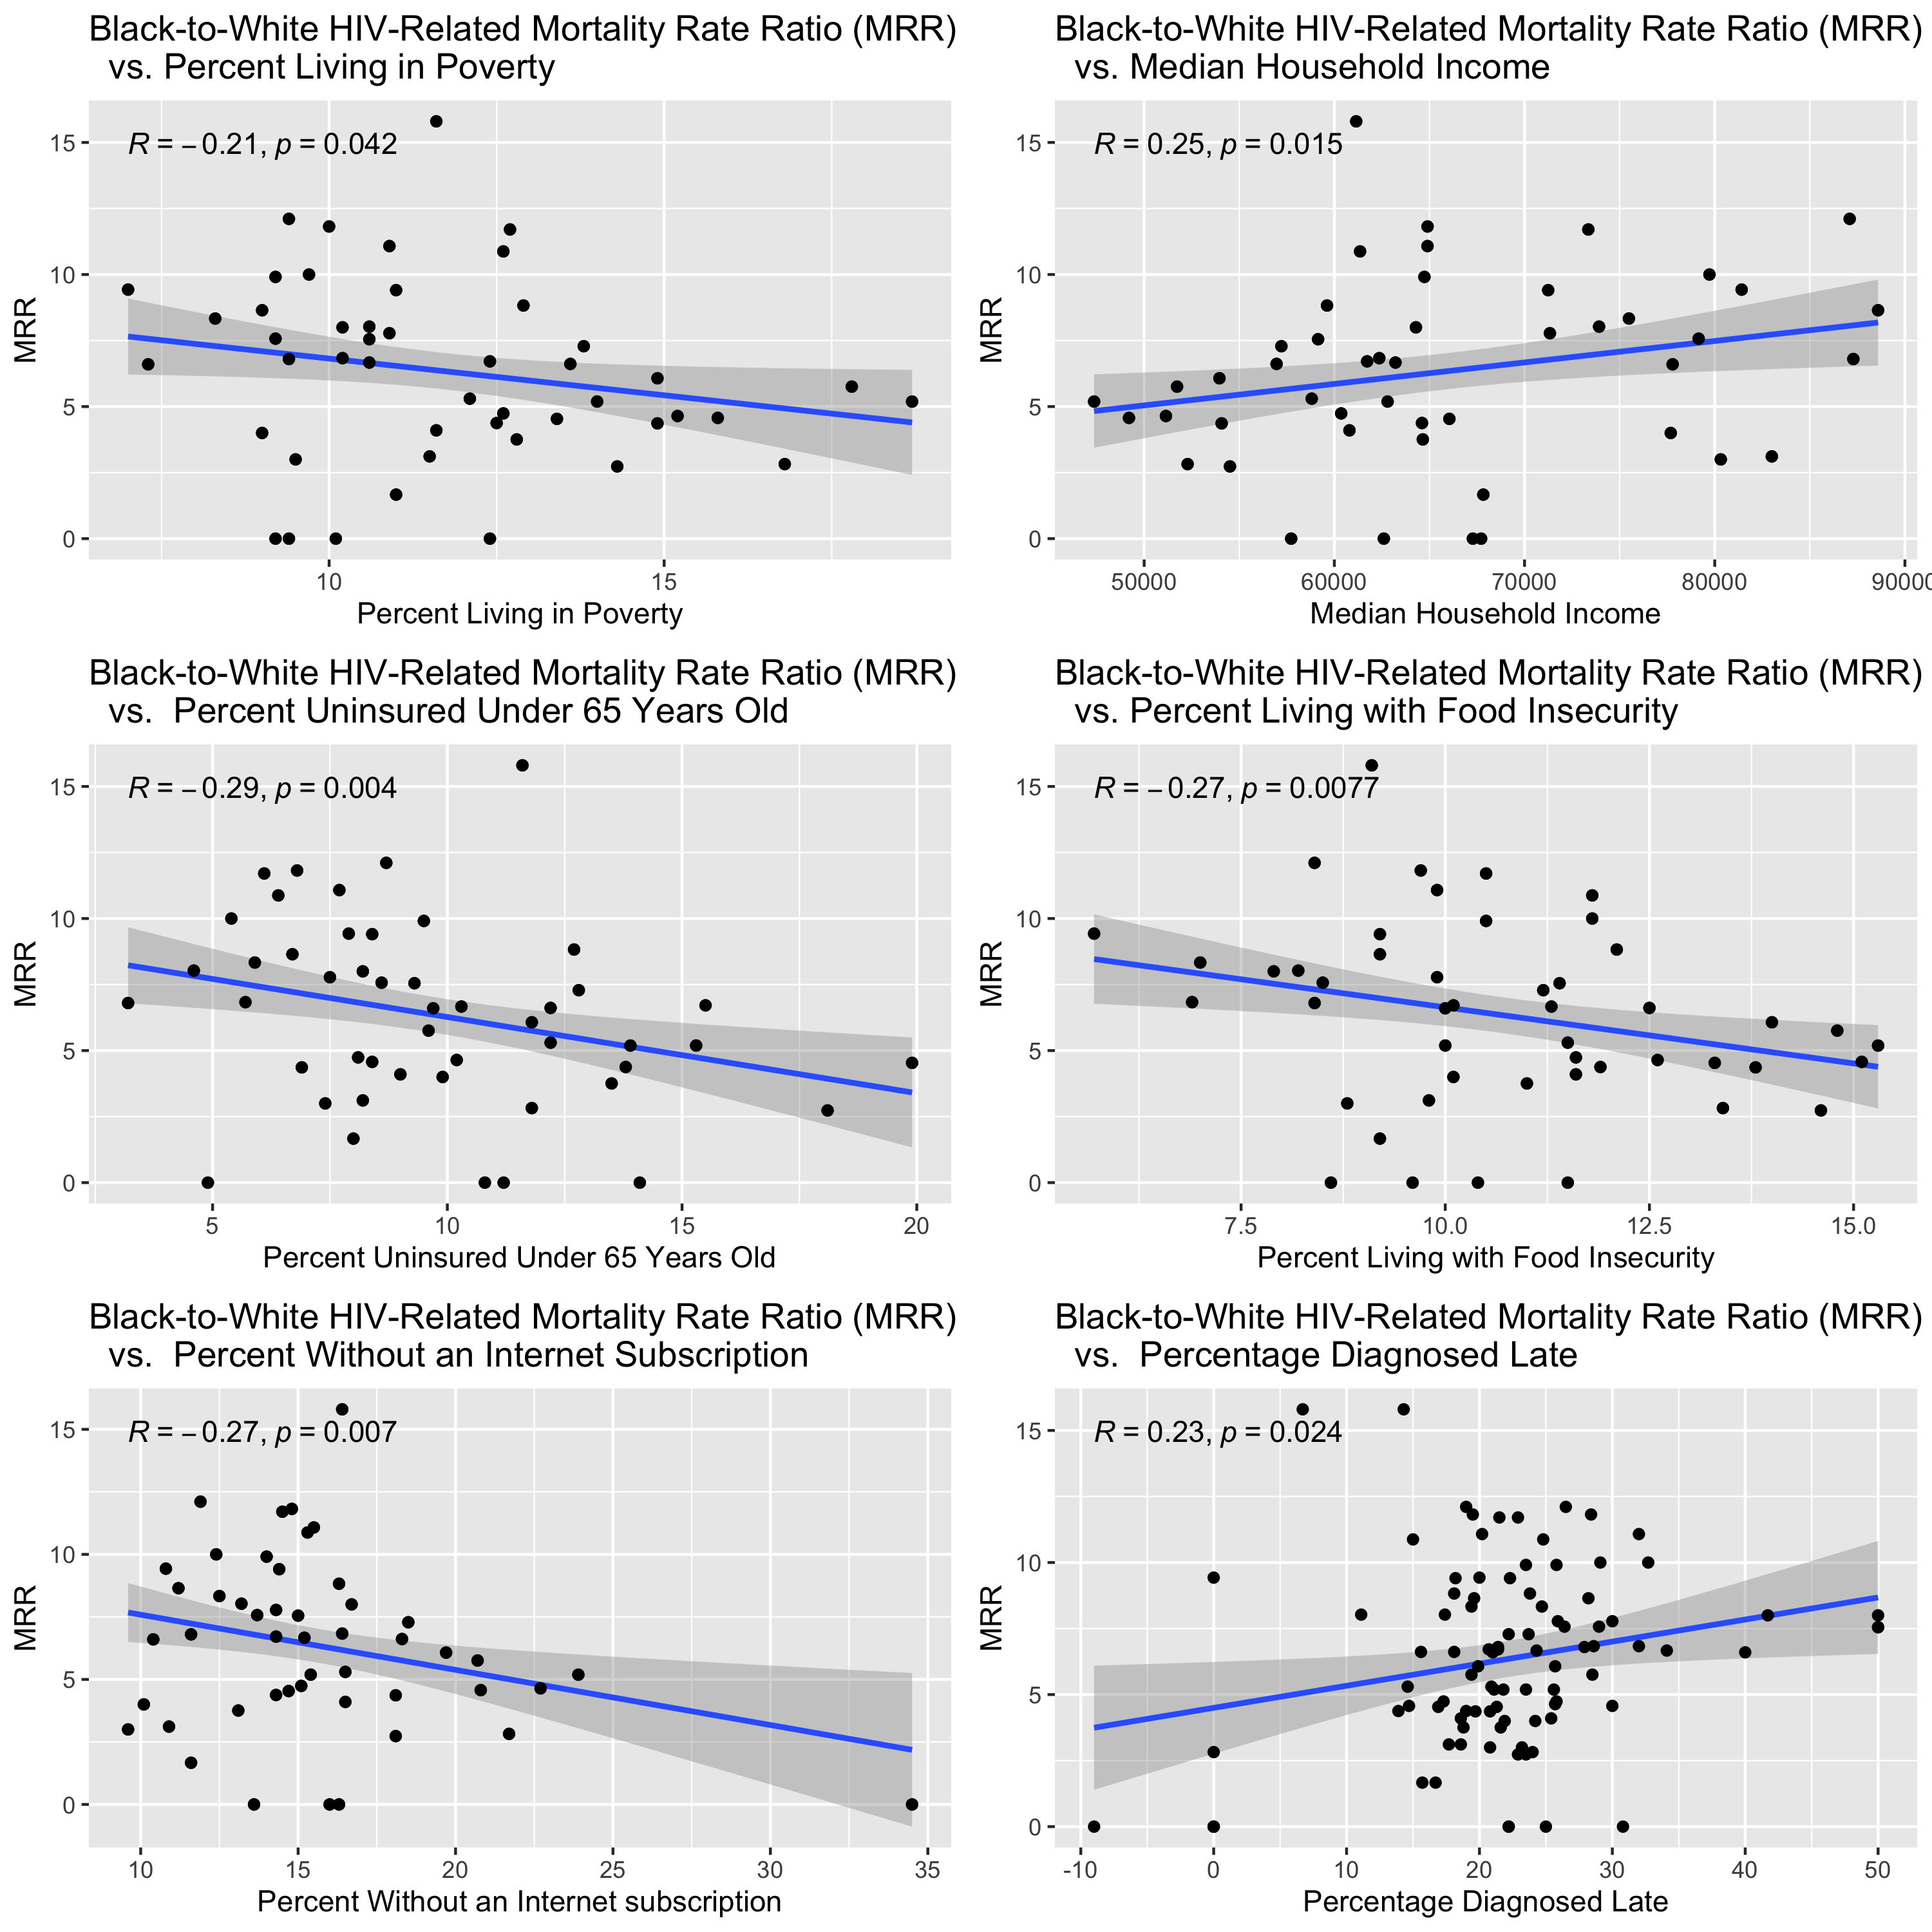 Black-to-White HIV-Related Mortality Rate Ratio (MRR)
vs. Percent Living in Poverty
R = −0.21, p = 0.042
15
10
5
0
MRR
10 15
Percent Living in Poverty
Black-to-White HIV-Related Mortality Rate Ratio (MRR)
vs. Median Household Income
R = 0.25, p = 0.015
15
10
5
0
MRR
50000 60000 70000 80000 90000
Median Household Income
Black-to-White HIV-Related Mortality Rate Ratio (MRR)
vs. Percent Uninsured Under 65 Years Old
R = −0.29, p = 0.004
15
10
5
0
MRR
5 10 15 20
Percent Uninsured Under 65 Years Old
Black-to-White HIV-Related Mortality Rate Ratio (MRR)
vs. Percent Living with Food Insecurity
R = −0.27, p = 0.0077
15
10
5
0
MRR
7.5 10.0 12.5 15.0
Percent Living with Food Insecurity
Black-to-White HIV-Related Mortality Rate Ratio (MRR)
vs. Percent Without an Internet Subscription
R = −0.27, p = 0.007
15
10
5
0
MRR
10 15 20 25 30 35
Percent Without an Internet subscription
Black-to-White HIV-Related Mortality Rate Ratio (MRR)
vs. Percentage Diagnosed Late
R = 0.23, p = 0.024
15
10
5
0
MRR
-10 0 10 20 30 40 50
Percentage Diagnosed Late